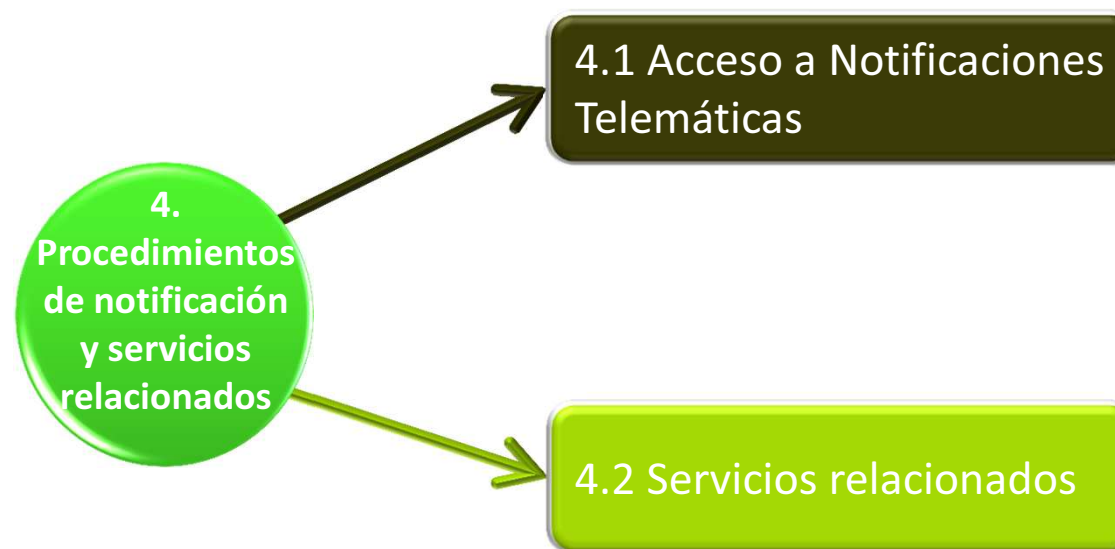 4.
Procedimientos
de notificación
y servicios
relacionados
4.1 Acceso a Notificaciones
Telemáticas
4.2 Servicios relacionados